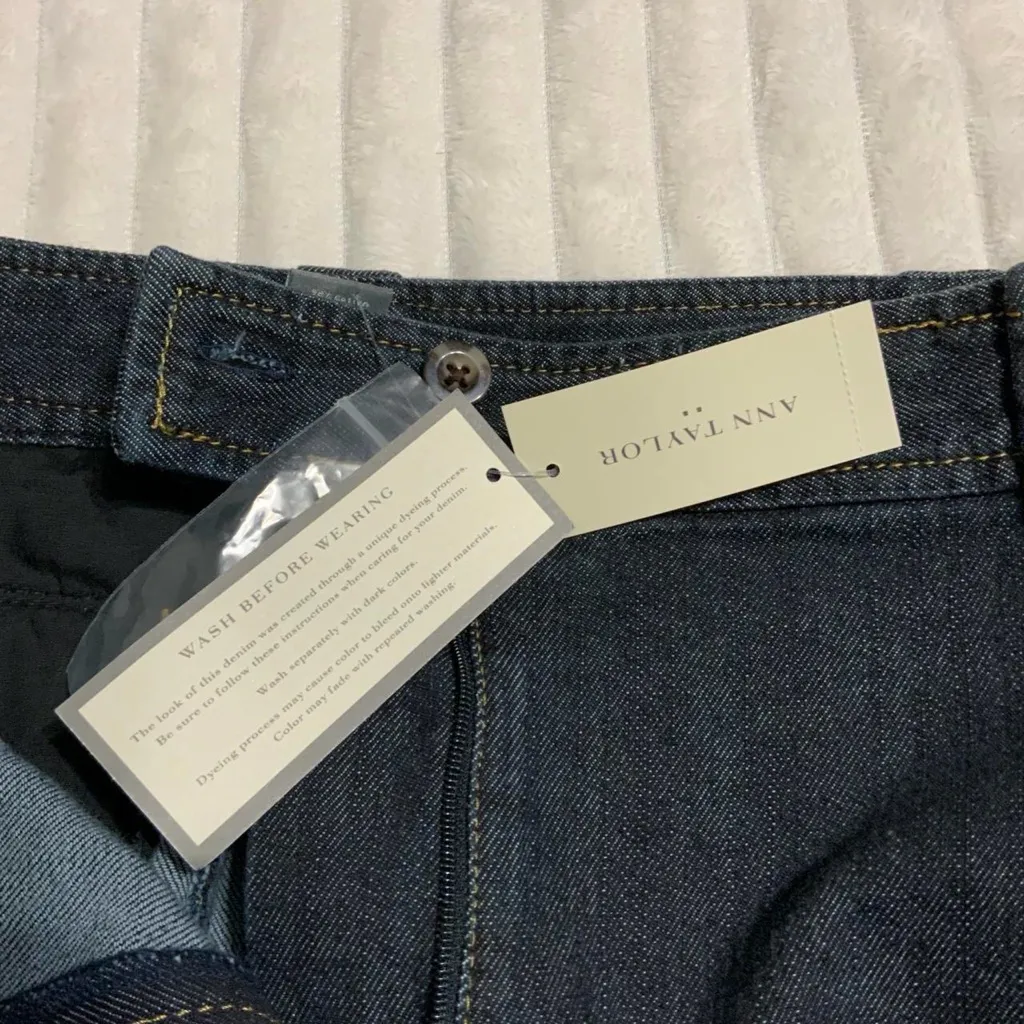 WASH BEFORE WEARING
The look of this denim was created through a unique dyeing process.
Be sure to follow these instructions when caring for your denim.
Wash separately with dark colors.
Dyeing process may cause color to bleed onto lighter materials.
Color may fade with repeated washing.
ANN TAYLOR